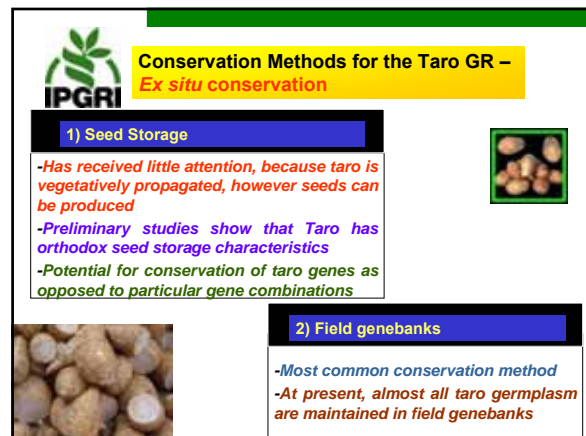 IPGRI
Conservation Methods for the Taro GR –
Ex situ conservation
1) Seed Storage
-Has received little attention, because taro is
vegetatively propagated, however seeds can
be produced
-Preliminary studies show that Taro has
orthodox seed storage characteristics
-Potential for conservation of taro genes as
opposed to particular gene combinations
2) Field genebanks
-Most common conservation method
-At present, almost all taro germplasm
are maintained in field genebanks